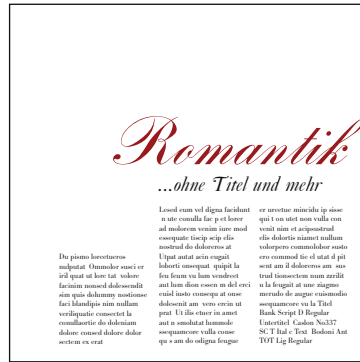 Romantik
...ohne Titel und mehr
Du pismo lorcetueros
nulputat Ommolor susci er
iril quat ut lore tat volore
facinim nonsed dolessendit
sim quis dolummy nostionse
faci blandipis nim nullam
veriliquatie consectet la
comullaortie do doleniam
dolore consed dolore dolor
sectem ex erat
Lesed eum vel digna facidunt
n ute conulla fac p et lorer
ad molorem venim iure mod
essequate tiscip scip elis
nostrud do doloreros at
Utpat autat acin eugait
loborti onsequat quipit la
feu feum vu lum vendreet
aut lum dion essen m del erci
euisl iusto consequ at onse
dolesenit am vero ercin ut
prat Ut ilis etuer in amet
aut n smolutat lummole
ssequamcore vulla conse
qu s am do odigna feugue
er urcetue mincidu ip sisse
qui t on utet non vulla con
venit nim et acipsustrud
elis dolortis niamet nullum
volorpero commolobor susto
ero commod tie el utat d pit
sent am il doloreros am sus
trud tionsectem num zzrilit
u la feugait at une ziagmo
merudo de augue euismodio
ssequamcore vu la Titel
Bank Script D Regular
Untertitel Caslon No337
SC T Ital c Text Bodoni Ant
TOT Lig Regular